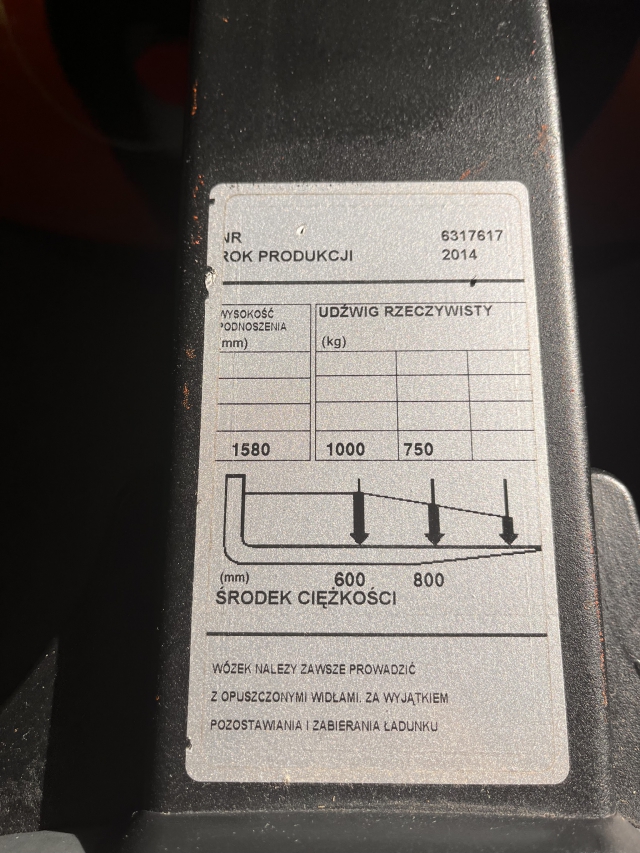 NR 6317617
ROK PRODUKCJI 2014
WYSOKOŚĆ UDŹWIG RZECZYWISTY
PODNOSZENIA
(mm) (kg)
1580 1000 750
(mm) 600 800
ŚRODEK CIĘŻKOŚCI
WÓZEK NALEZY ZAWSZE PROWADZIĆ
Z OPUSZCZONYMI WIDŁAMI. ZA WYJĄTKIEM
POZOSTAWIANIA I ZABIERANIA ŁADUNKU